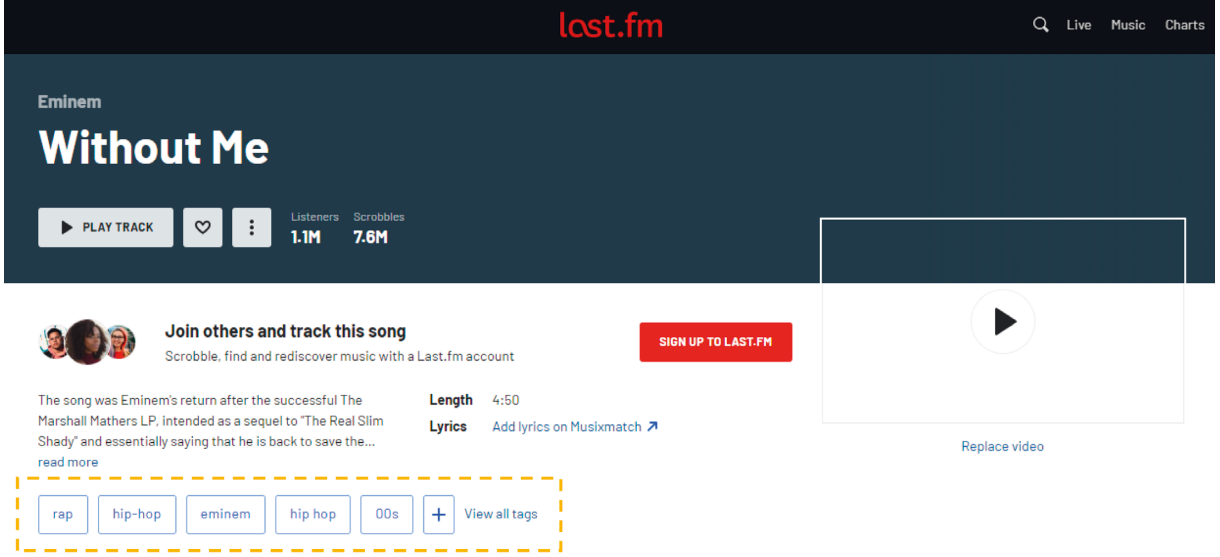 last.fm
Live Music Charts
Eminem
Without Me
PLAY TRACK
Listeners Scrobbles
1.1M 7.6M
Join others and track this song
Scrobble, find and rediscover music with a Last.fm account
SIGN UP TO LAST.FM
The song was Eminem's return after the successful The
Marshall Mathers LP, intended as a sequel to "The Real Slim
Shady" and essentially saying that he is back to save the...
read more
Length 4:50
Lyrics Add lyrics on Musixmatch
Replace video
rap hip-hop eminem hip hop 00s + View all tags